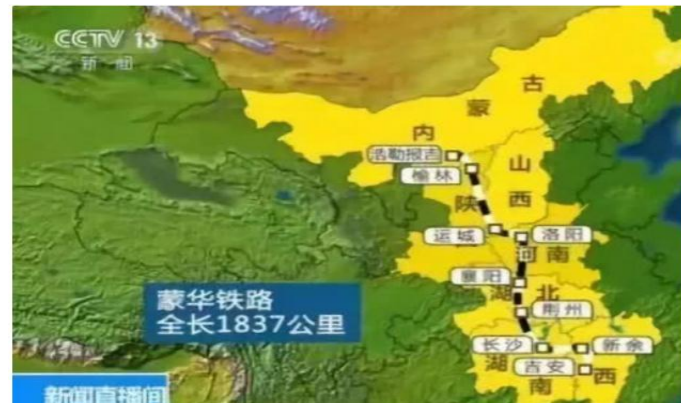 CCTV 13
新闻
内蒙古
浩勒报吉
榆林
山西
陕
运城
洛阳
河南
襄阳
湖北
荆州
蒙华铁路
全长1837公里
长沙
新余
吉安
湖南
西
新闻直播间